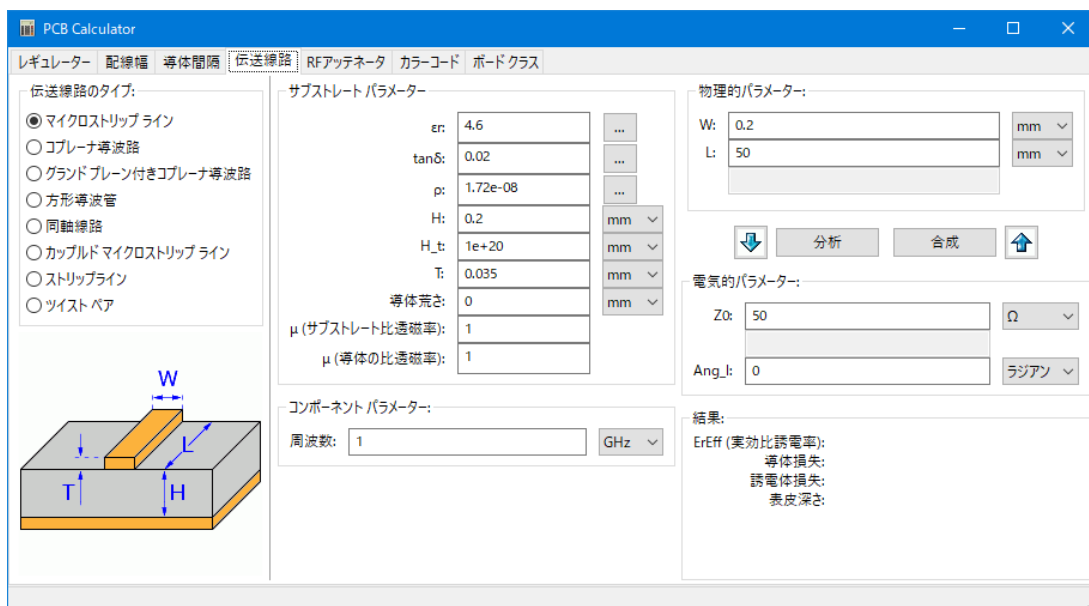 PCB Calculator
レギュレーター 配線幅 導体間隔 伝送線路 RFアッテネータ カラーコード ボードクラス
伝送線路のタイプ:
マイクロストリップ ライン
コプレーナ導波路
グランド プレーン付きコプレーナ導波路
方形導波管
同軸線路
カップルド マイクロストリップ ライン
ストリップライン
ツイスト ペア
W
L
T
H
サブストレート パラメーター
εr: 4.6 ...
tanδ: 0.02 ...
ρ: 1.72e-08 ...
H: 0.2 mm
H_t: 1e+20 mm
T: 0.035 mm
導体荒さ: 0 mm
μ (サブストレート比透磁率): 1
μ (導体の比透磁率): 1
コンポーネント パラメーター:
周波数: 1 GHz
物理的パラメーター:
W: 0.2 mm
L: 50 mm
分析 合成
電気的パラメーター:
Z0: 50 Ω
Ang_l: 0 ラジアン
結果:
ErEff (実効比誘電率):
導体損失:
誘電体損失:
表皮深さ: